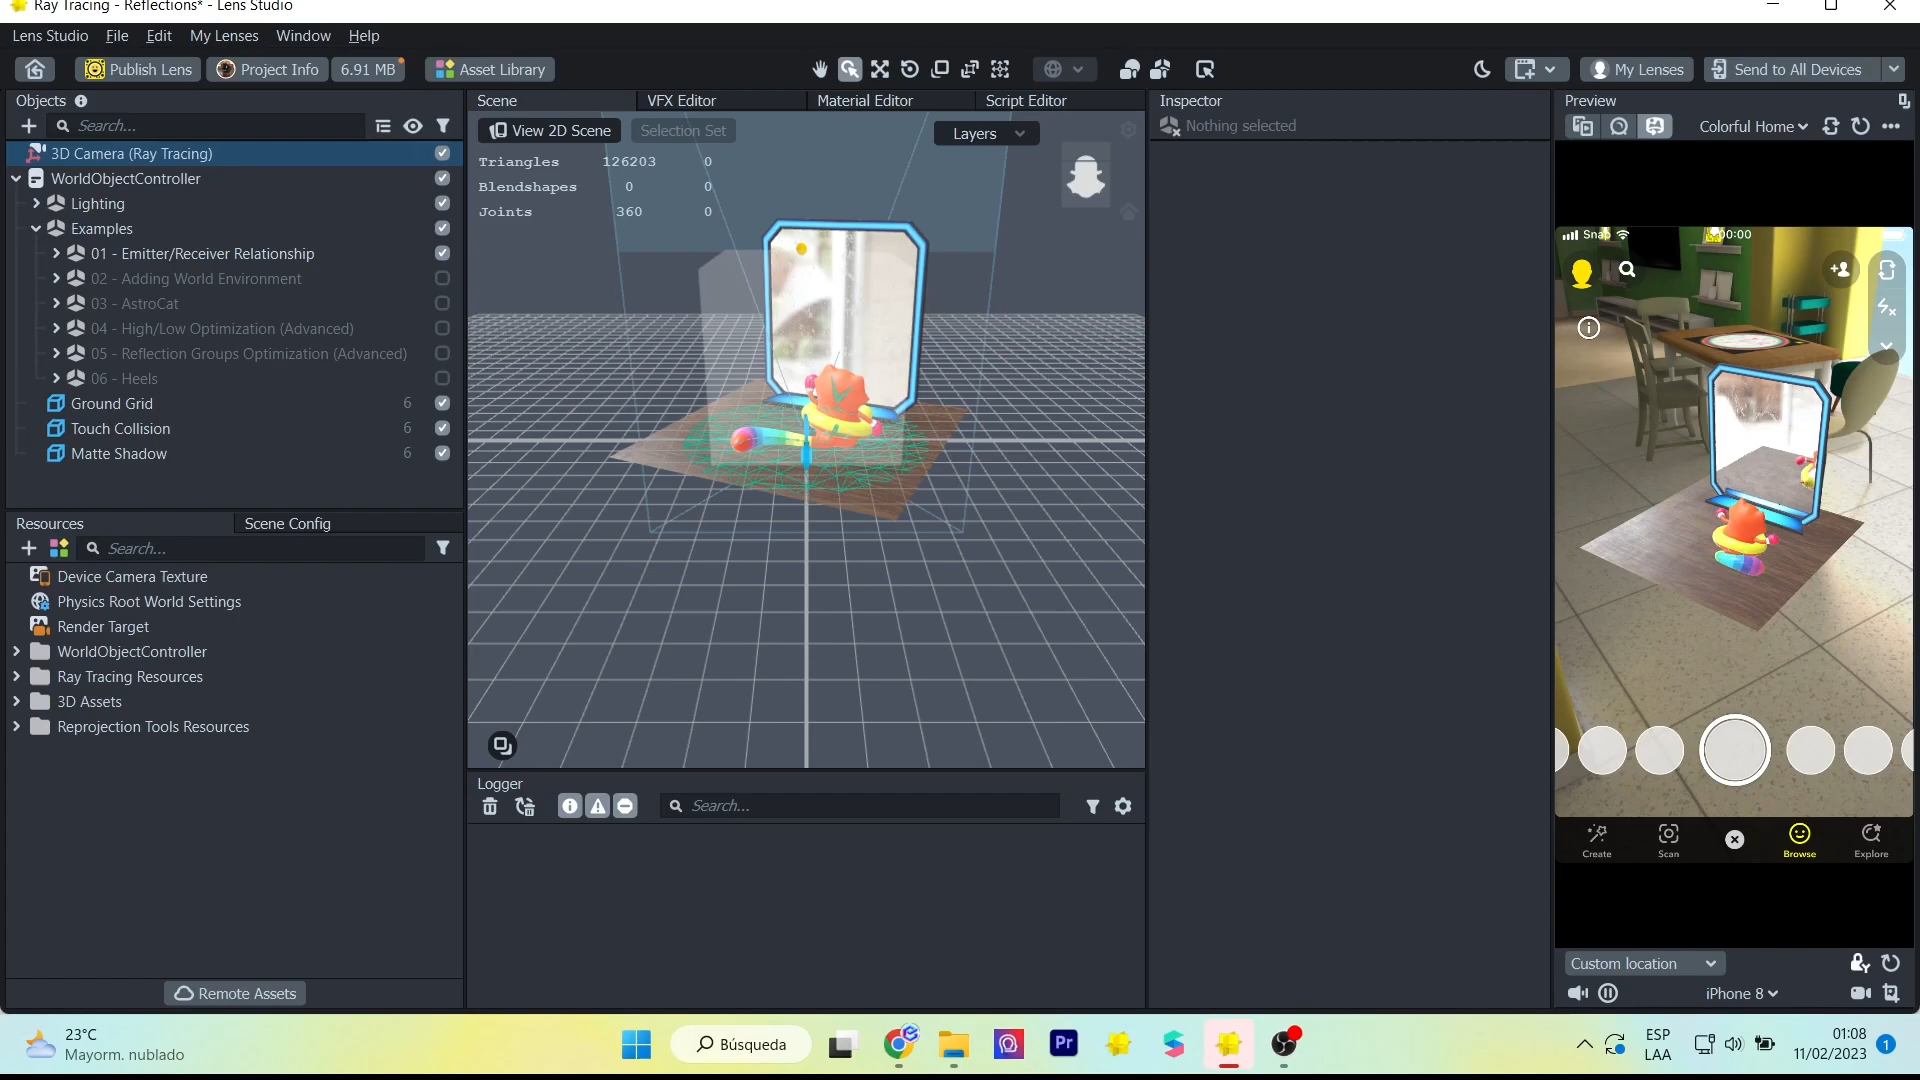 Ray Tracing - Reflections* - Lens Studio
Lens Studio File Edit My Lenses Window Help
Publish Lens Project Info 6.91 MB Asset Library My Lenses Send to All Devices
Objects
Search...
3D Camera (Ray Tracing)
WorldObjectController
Lighting
Examples
01 - Emitter/Receiver Relationship
02 - Adding World Environment
03 - AstroCat
04 - High/Low Optimization (Advanced)
05 - Reflection Groups Optimization (Advanced)
06 - Heels
Ground Grid 6
Touch Collision 6
Matte Shadow 6
Resources Scene Config
Search...
Device Camera Texture
Physics Root World Settings
Render Target
WorldObjectController
Ray Tracing Resources
3D Assets
Reprojection Tools Resources
Remote Assets
Scene VFX Editor Material Editor Script Editor
View 2D Scene Selection Set Layers
Triangles 126203 0
Blendshapes 0 0
Joints 360 0
Logger
Search...
Inspector
Nothing selected
Preview
Colorful Home
Snap 00:00
Create Scan Browse Explore
Custom location
iPhone 8
23°C
Mayorm. nublado
Búsqueda
Pr
ESP
LAA
01:08
11/02/2023
1